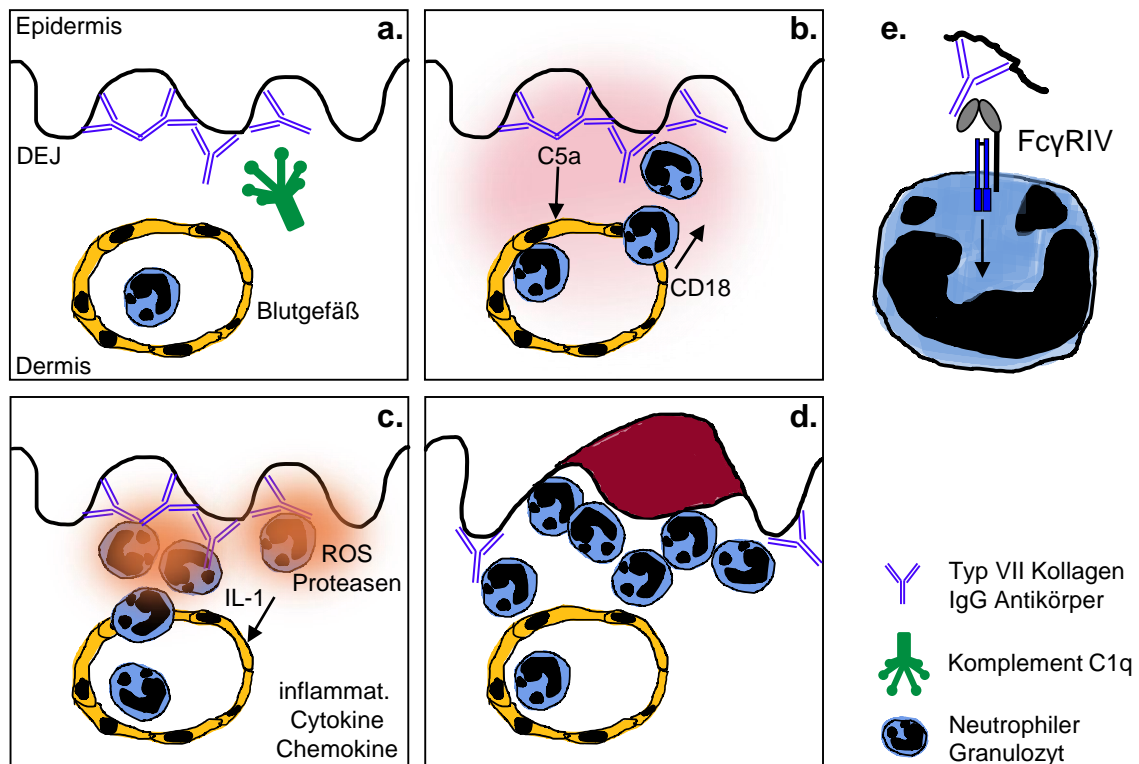 Epidermis
a.
DEJ
Blutgefäß
Dermis
b.
C5a
CD18
e.
FcγRIV
c.
ROS
Proteasen
IL-1
inflammat.
Cytokine
Chemokine
d.
Typ VII Kollagen
IgG Antikörper
Komplement C1q
Neutrophiler
Granulozyt